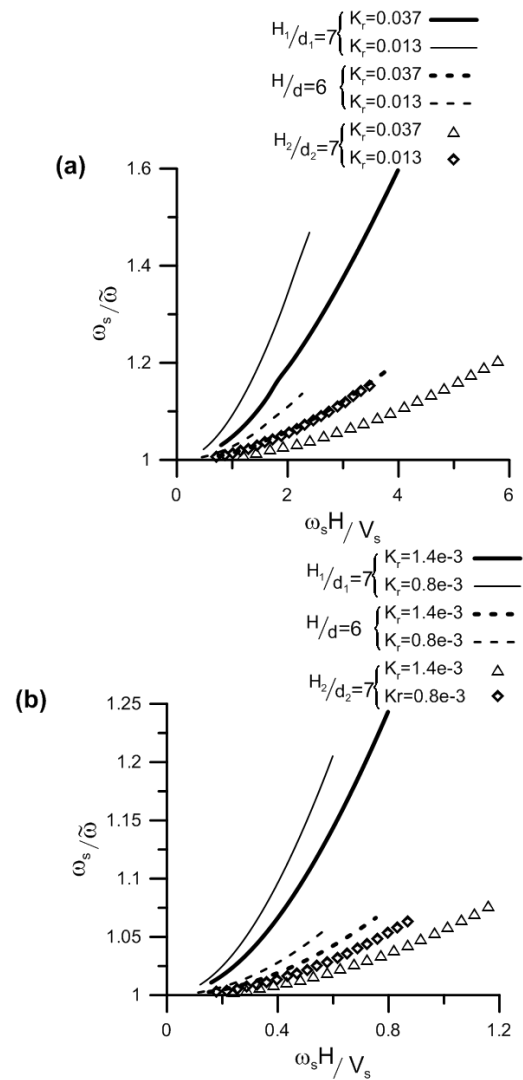 H₁/d₁=7 { Kᵣ=0.037
Kᵣ=0.013
H/d=6 { Kᵣ=0.037
Kᵣ=0.013
H₂/d₂=7 { Kᵣ=0.037
Kᵣ=0.013
(a)
1.6
1.4
1.2
1
ωₛ/ω̃
0 2 4 6
ωₛH/Vₛ
H₁/d₁=7 { Kᵣ=1.4e-3
Kᵣ=0.8e-3
H/d=6 { Kᵣ=1.4e-3
Kᵣ=0.8e-3
H₂/d₂=7 { Kᵣ=1.4e-3
Kr=0.8e-3
(b)
1.25
1.2
1.15
1.1
1.05
1
ωₛ/ω̃
0 0.4 0.8 1.2
ωₛH/Vₛ